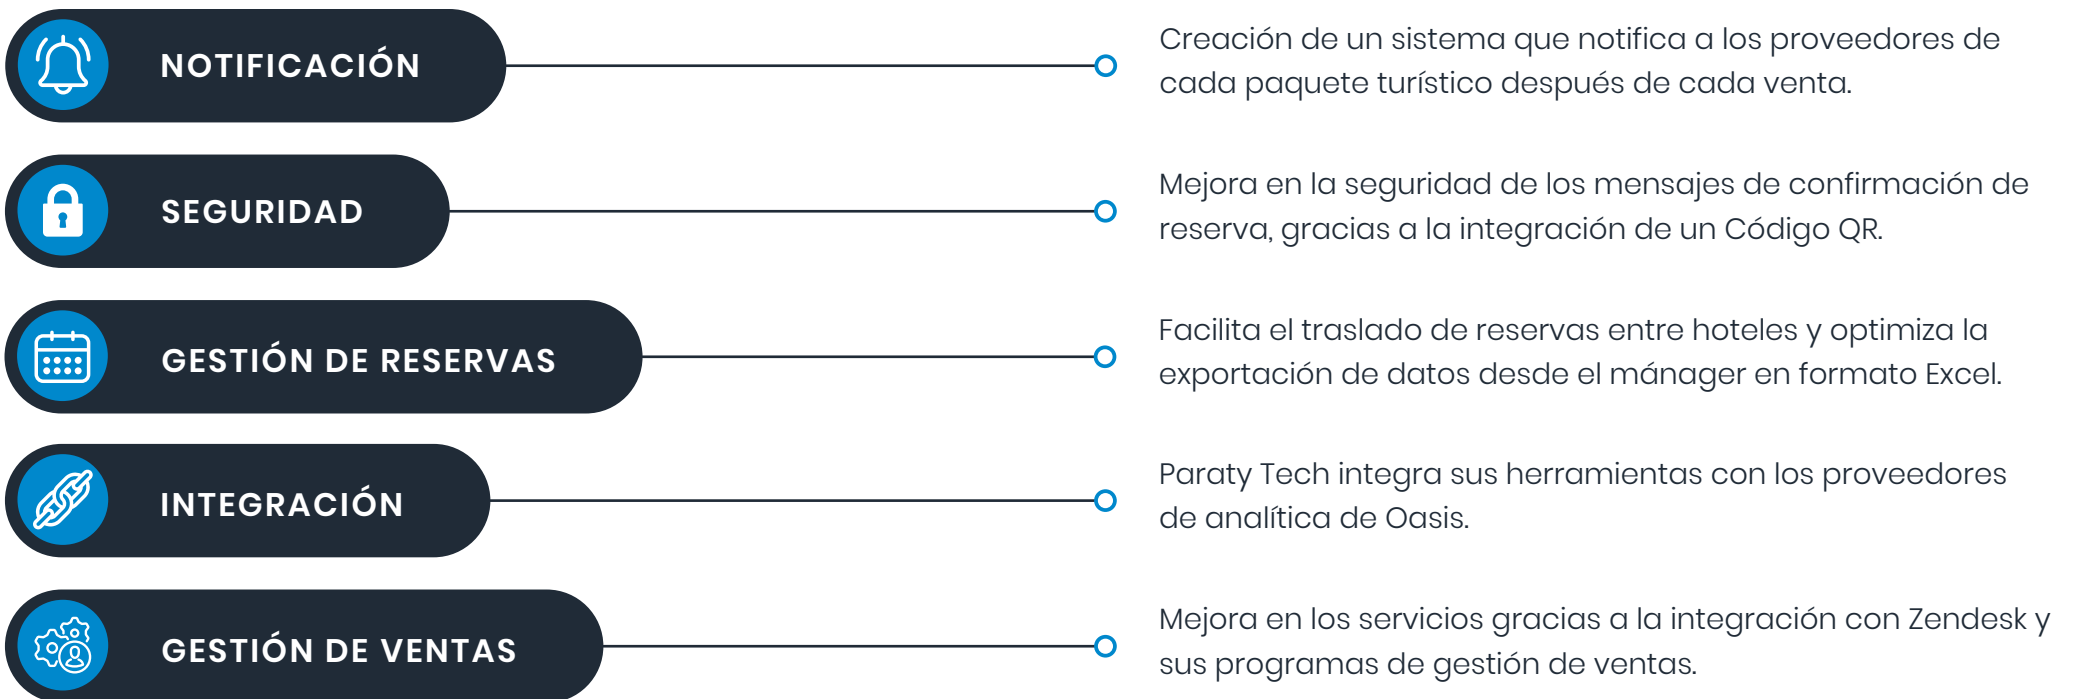 NOTIFICACIÓN
Creación de un sistema que notifica a los proveedores de
cada paquete turístico después de cada venta.
SEGURIDAD
Mejora en la seguridad de los mensajes de confirmación de
reserva, gracias a la integración de un Código QR.
GESTIÓN DE RESERVAS
Facilita el traslado de reservas entre hoteles y optimiza la
exportación de datos desde el mánager en formato Excel.
INTEGRACIÓN
Paraty Tech integra sus herramientas con los proveedores
de analítica de Oasis.
GESTIÓN DE VENTAS
Mejora en los servicios gracias a la integración con Zendesk y
sus programas de gestión de ventas.